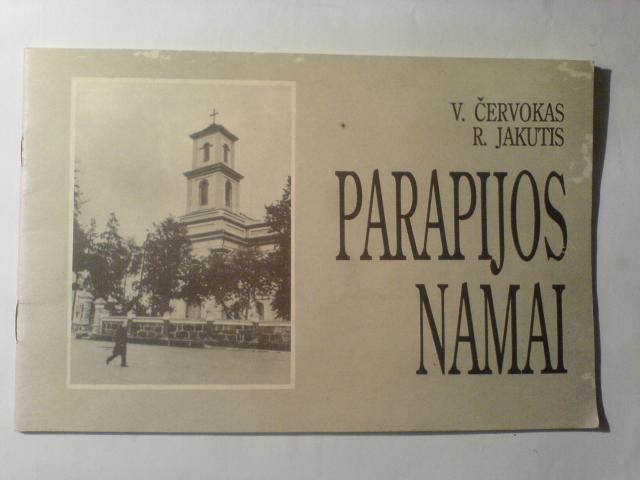 V. ČERVOKAS
R. JAKUTIS
PARAPIJOS
NAMAI